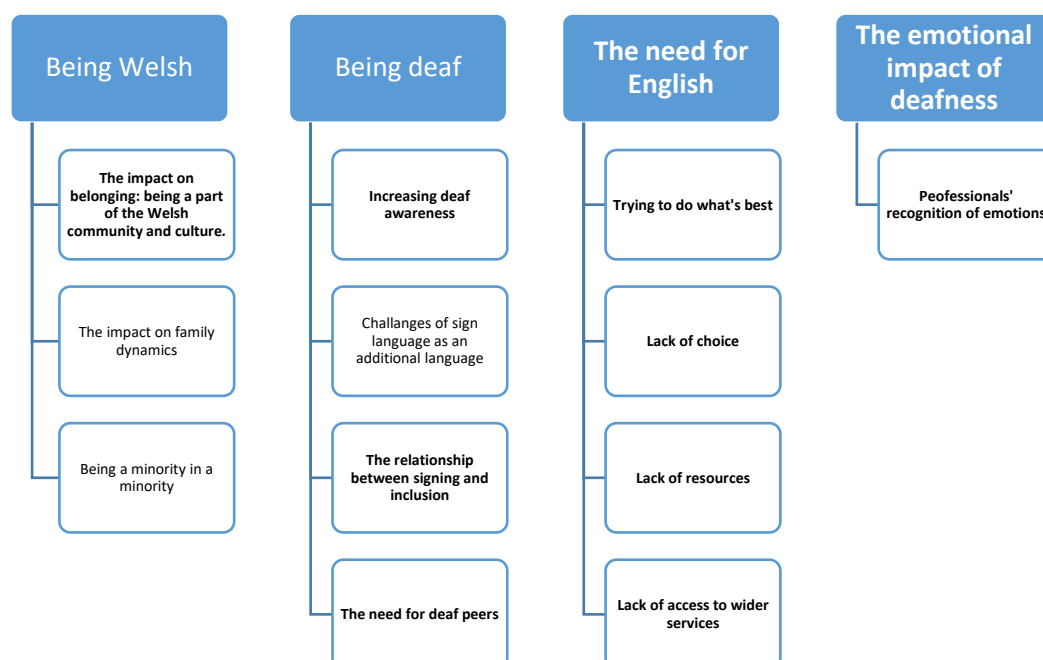 Being Welsh
The impact on
belonging: being a part
of the Welsh
community and culture.
The impact on family
dynamics
Being a minority in a
minority
Being deaf
Increasing deaf
awareness
Challanges of sign
language as an
additional language
The relationship
between signing and
inclusion
The need for deaf peers
The need for
English
Trying to do what's best
Lack of choice
Lack of resources
Lack of access to wider
services
The emotional
impact of
deafness
Peofessionals'
recognition of emotions